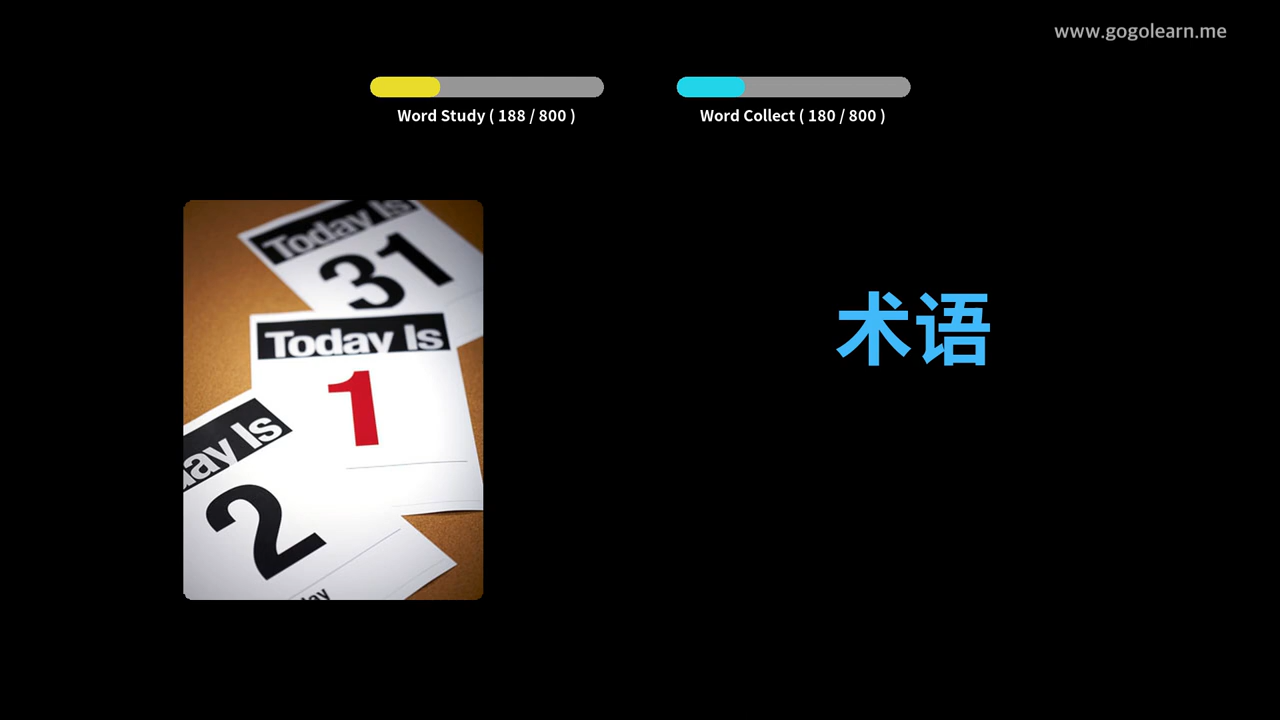 www.gogolearn.me
Word Study ( 188 / 800 )
Word Collect ( 180 / 800 )
Today Is
31
Today Is
1
ay Is
2
ay
术语